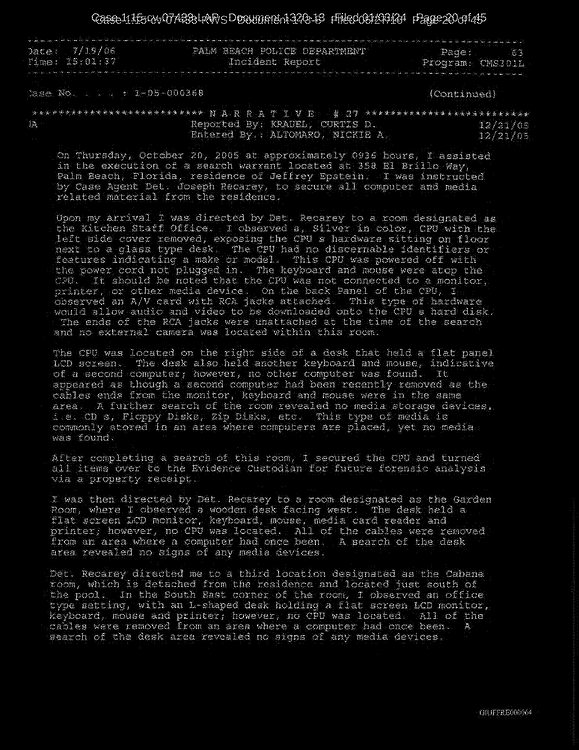 Case 1:15-cv-07433-LAP Document 1320-13 Filed 01/03/24 Page 20 of 45
Date: 7/19/06 PALM BEACH POLICE DEPARTMENT Page: 63
Time: 15:01:37 Incident Report Program: CMS301L
Case No. . . . : 1-05-000368 (Continued)
N A R R A T I V E # 37
JA Reported By: KRAUEL, CURTIS D. 12/21/05
Entered By.: ALTOMARO, NICKIE A. 12/21/05
On Thursday, October 20, 2005 at approximately 0936 hours, I assisted
in the execution of a search warrant located at 358 El Brillo Way,
Palm Beach, Florida, residence of Jeffrey Epstein. I was instructed
by Case Agent Det. Joseph Recarey, to secure all computer and media
related material from the residence.
Upon my arrival I was directed by Det. Recarey to a room designated as
the Kitchen Staff Office. I observed a, Silver in color, CPU with the
left side cover removed, exposing the CPU s hardware sitting on floor
next to a glass type desk. The CPU had no discernable identifiers or
features indicating a make or model. This CPU was powered off with
the power cord not plugged in. The keyboard and mouse were atop the
CPU. It should be noted that the CPU was not connected to a monitor,
printer, or other media device. On the back Panel of the CPU, I
observed an A/V card with RCA jacks attached. This type of hardware
would allow audio and video to be downloaded onto the CPU s hard disk.
The ends of the RCA jacks were unattached at the time of the search
and no external camera was located within this room.
The CPU was located on the right side of a desk that held a flat panel
LCD screen. The desk also held another keyboard and mouse, indicative
of a second computer; however, no other computer was found. It
appeared as though a second computer had been recently removed as the
cables ends from the monitor, keyboard and mouse were in the same
area. A further search of the room revealed no media storage devices,
i.e. CD s, Floppy Disks, Zip Disks, etc. This type of media is
commonly stored in an area where computers are placed, yet no media
was found.
After completing a search of this room, I secured the CPU and turned
all items over to the Evidence Custodian for future forensic analysis
via a property receipt.
I was then directed by Det. Recarey to a room designated as the Garden
Room, where I observed a wooden desk facing west. The desk held a
flat screen LCD monitor, keyboard, mouse, media card reader and
printer; however, no CPU was located. All of the cables were removed
from an area where a computer had once been. A search of the desk
area revealed no signs of any media devices.
Det. Recarey directed me to a third location designated as the Cabana
room, which is detached from the residence and located just south of
the pool. In the South East corner of the room, I observed an office
type setting, with an L-shaped desk holding a flat screen LCD monitor,
keyboard, mouse and printer; however, no CPU was located. All of the
cables were removed from an area where a computer had once been. A
search of the desk area revealed no signs of any media devices.
GIUFFRE000064